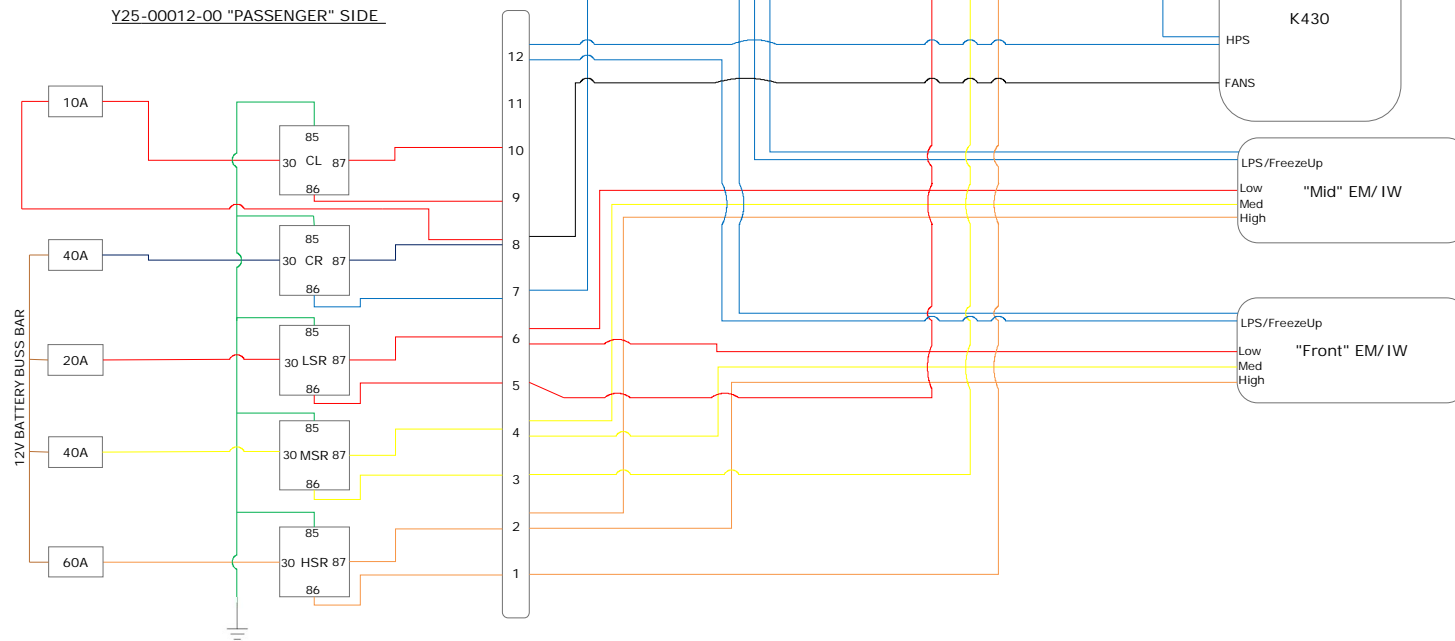 Y25-00012-00 "PASSENGER" SIDE
K430
HPS
FANS
12
11
10
9
8
7
6
5
4
3
2
1
10A
40A
20A
40A
60A
12V BATTERY BUSS BAR
85
30 CL 87
86
85
30 CR 87
86
85
30 LSR 87
86
85
30 MSR 87
86
85
30 HSR 87
86
LPS/FreezeUp
Low
Med
High
"Mid" EM/IW
LPS/FreezeUp
Low
Med
High
"Front" EM/IW